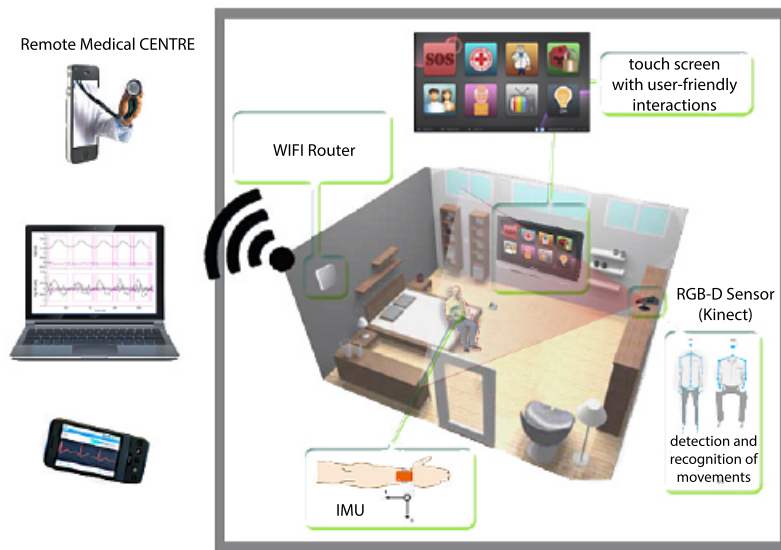 Remote Medical CENTRE
SOS
touch screen
with user-friendly
interactions
WIFI Router
RGB-D Sensor
(Kinect)
detection and
recognition of
movements
IMU